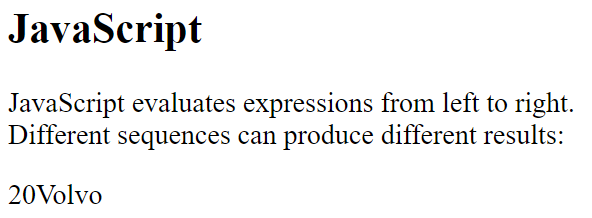 JavaScript
JavaScript evaluates expressions from left to right.
Different sequences can produce different results:
20Volvo